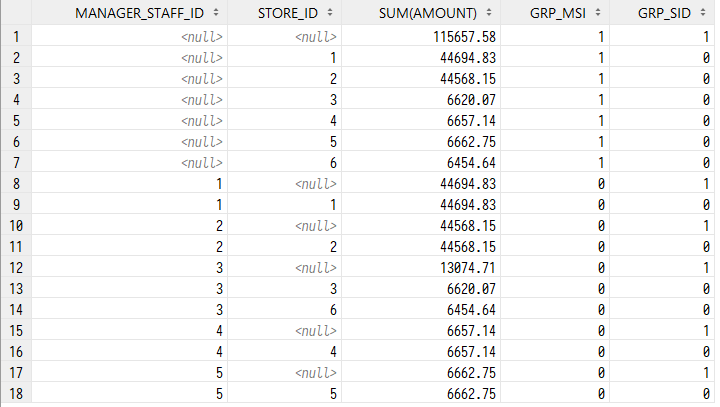 MANAGER_STAFF_ID STORE_ID SUM(AMOUNT) GRP_MSI GRP_SID
1 <null> <null> 115657.58 1 1
2 <null> 1 44694.83 1 0
3 <null> 2 44568.15 1 0
4 <null> 3 6620.07 1 0
5 <null> 4 6657.14 1 0
6 <null> 5 6662.75 1 0
7 <null> 6 6454.64 1 0
8 1 <null> 44694.83 0 1
9 1 1 44694.83 0 0
10 2 <null> 44568.15 0 1
11 2 2 44568.15 0 0
12 3 <null> 13074.71 0 1
13 3 3 6620.07 0 0
14 3 6 6454.64 0 0
15 4 <null> 6657.14 0 1
16 4 4 6657.14 0 0
17 5 <null> 6662.75 0 1
18 5 5 6662.75 0 0